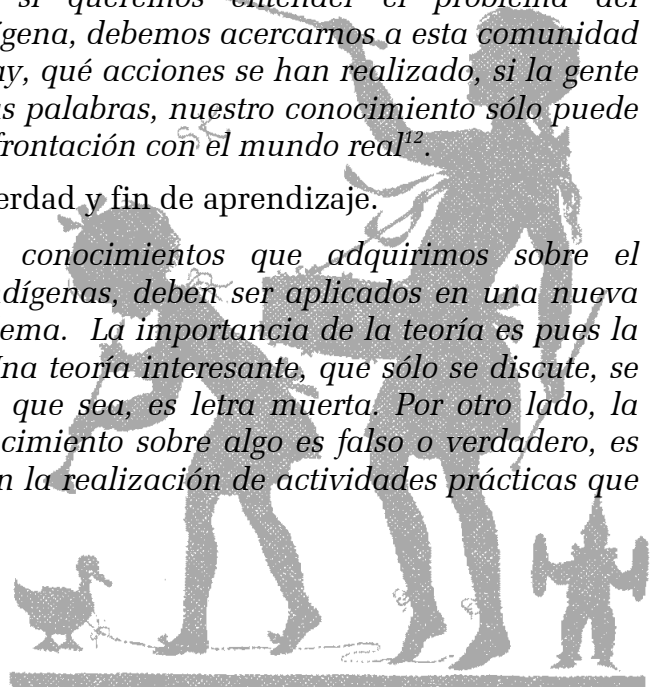 si queremos entender el problema del
ígena, debemos acercarnos a esta comunidad
ay, qué acciones se han realizado, si la gente
as palabras, nuestro conocimiento sólo puede
frontación con el mundo real¹².
erdad y fin de aprendizaje.
conocimientos que adquirimos sobre el
dígenas, deben ser aplicados en una nueva
ema. La importancia de la teoría es pues la
Una teoría interesante, que sólo se discute, se
que sea, es letra muerta. Por otro lado, la
cimiento sobre algo es falso o verdadero, es
n la realización de actividades prácticas que